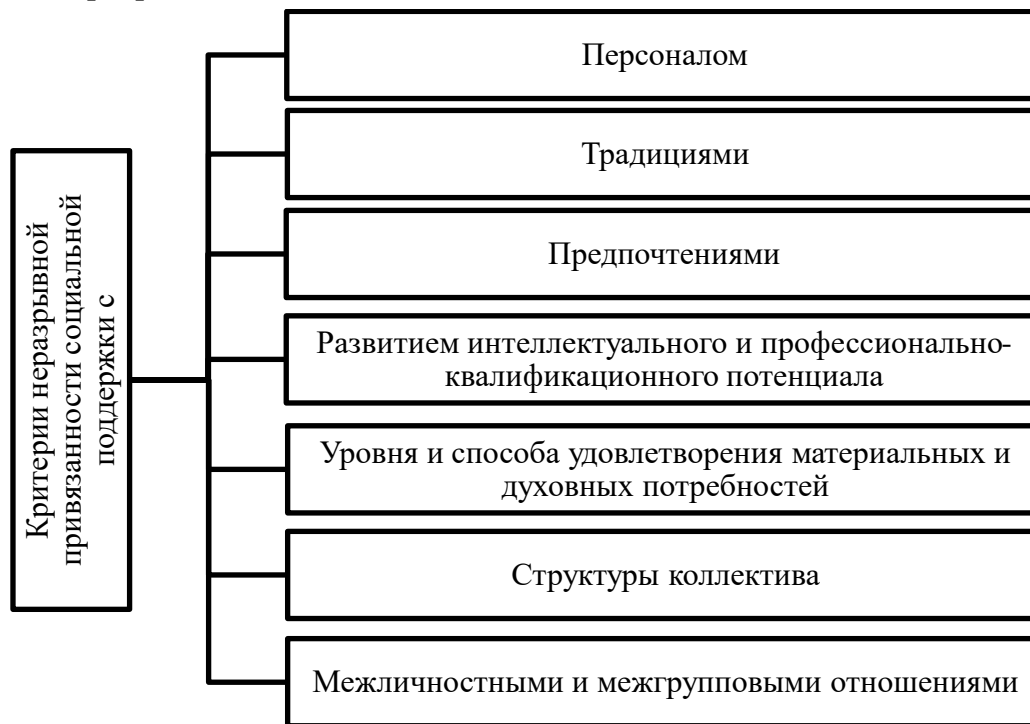 Персоналом
Традициями
Предпочтениями
Критерии неразрывной
привязанности социальной
поддержки с
Развитием интеллектуального и профессионально-
квалификационного потенциала
Уровня и способа удовлетворения материальных и
духовных потребностей
Структуры коллектива
Межличностными и межгрупповыми отношениями